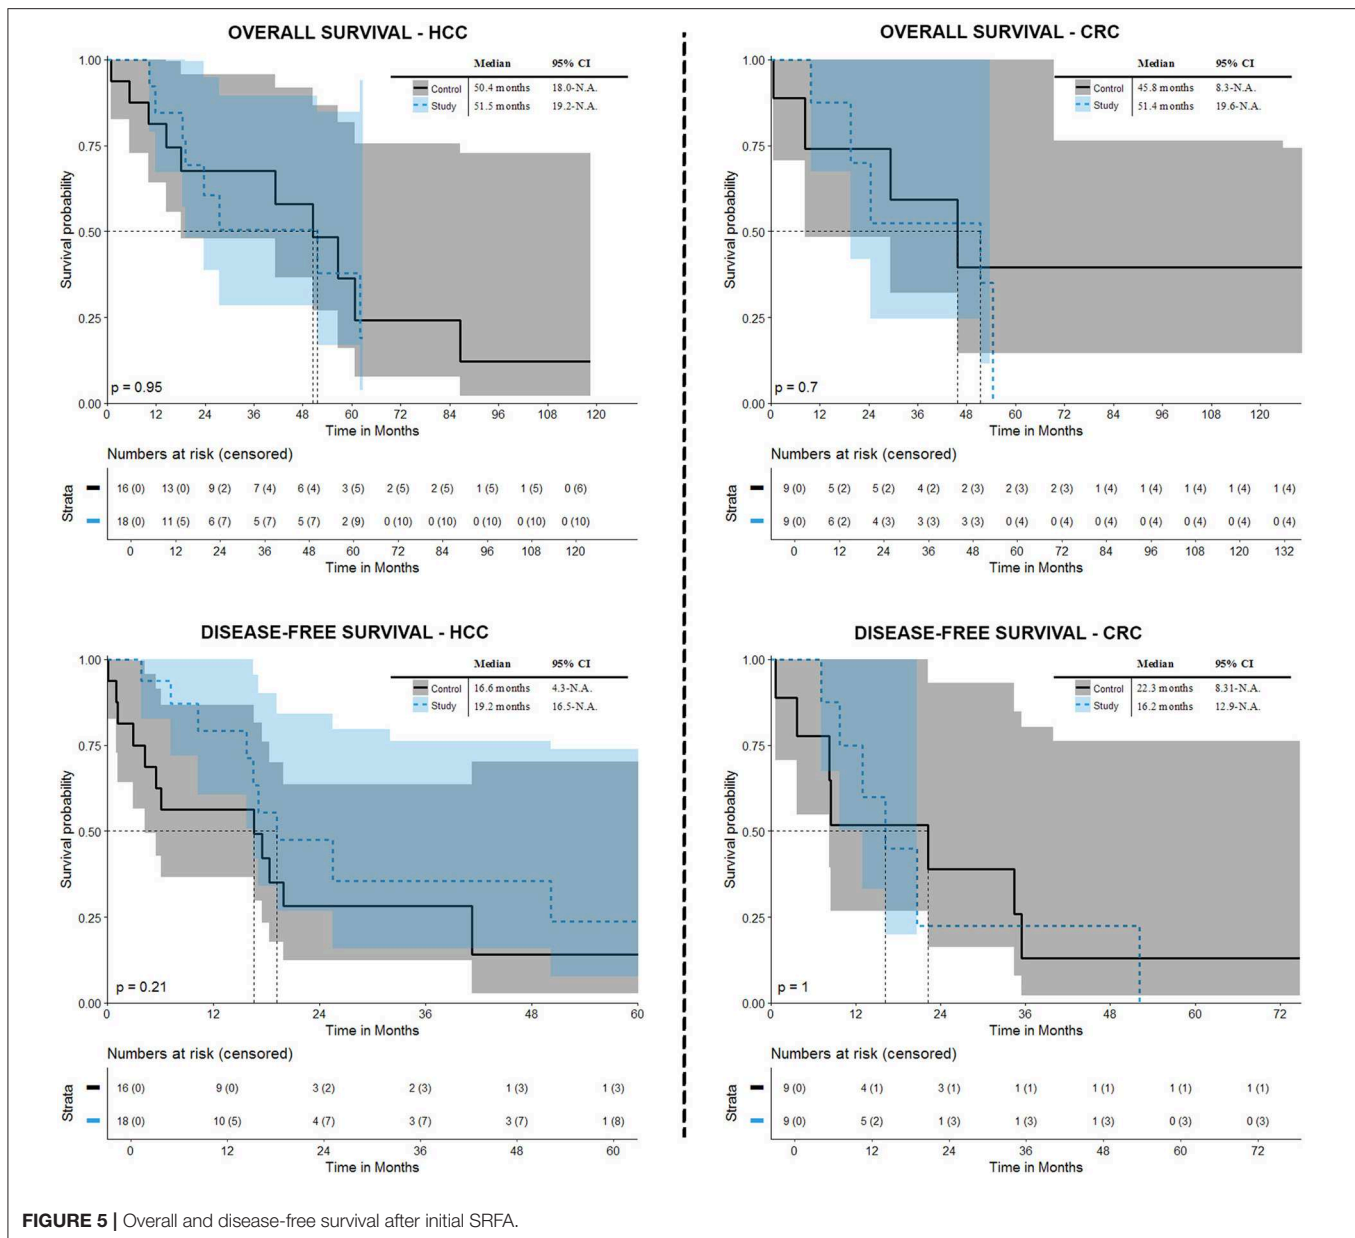 OVERALL SURVIVAL - HCC
Median 95% CI
Control 50.4 months 18.0-N.A.
Study 51.5 months 19.2-N.A.
Survival probability
1.00
0.75
0.50
0.25
0.00
p = 0.95
0 12 24 36 48 60 72 84 96 108 120
Time in Months
Numbers at risk (censored)
Strata
16 (0) 13 (0) 9 (2) 7 (4) 6 (4) 3 (5) 2 (5) 2 (5) 1 (5) 1 (5) 0 (6)
18 (0) 11 (5) 6 (7) 5 (7) 5 (7) 2 (9) 0 (10) 0 (10) 0 (10) 0 (10) 0 (10)
0 12 24 36 48 60 72 84 96 108 120
Time in Months
OVERALL SURVIVAL - CRC
Median 95% CI
Control 45.8 months 8.3-N.A.
Study 51.4 months 19.6-N.A.
Survival probability
1.00
0.75
0.50
0.25
0.00
p = 0.7
0 12 24 36 48 60 72 84 96 108 120
Time in Months
Numbers at risk (censored)
Strata
9 (0) 5 (2) 5 (2) 4 (2) 2 (3) 2 (3) 2 (3) 1 (4) 1 (4) 1 (4) 1 (4) 1 (4)
9 (0) 6 (2) 4 (3) 3 (3) 3 (3) 0 (4) 0 (4) 0 (4) 0 (4) 0 (4) 0 (4) 0 (4)
0 12 24 36 48 60 72 84 96 108 120 132
Time in Months
DISEASE-FREE SURVIVAL - HCC
Median 95% CI
Control 16.6 months 4.3-N.A.
Study 19.2 months 16.5-N.A.
Survival probability
1.00
0.75
0.50
0.25
0.00
p = 0.21
0 12 24 36 48 60
Time in Months
Numbers at risk (censored)
Strata
16 (0) 9 (0) 3 (2) 2 (3) 1 (3) 1 (3)
18 (0) 10 (5) 4 (7) 3 (7) 3 (7) 1 (8)
0 12 24 36 48 60
Time in Months
DISEASE-FREE SURVIVAL - CRC
Median 95% CI
Control 22.3 months 8.31-N.A.
Study 16.2 months 12.9-N.A.
Survival probability
1.00
0.75
0.50
0.25
0.00
p = 1
0 12 24 36 48 60 72
Time in Months
Numbers at risk (censored)
Strata
9 (0) 4 (1) 3 (1) 1 (1) 1 (1) 1 (1) 1 (1)
9 (0) 5 (2) 1 (3) 1 (3) 1 (3) 0 (3) 0 (3)
0 12 24 36 48 60 72
Time in Months
FIGURE 5 | Overall and disease-free survival after initial SRFA.